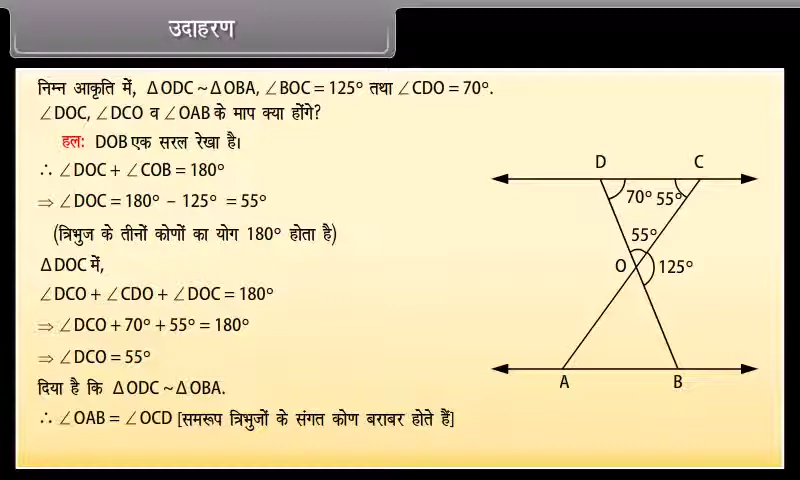 उदाहरण
निम्न आकृति में, ΔODC ~ ΔOBA, ∠BOC = 125° तथा ∠CDO = 70°.
∠DOC, ∠DCO व ∠OAB के माप क्या होंगे?
हल: DOB एक सरल रेखा है।
∴ ∠DOC + ∠COB = 180°
⇒ ∠DOC = 180° – 125° = 55°
(त्रिभुज के तीनों कोणों का योग 180° होता है)
ΔDOC में,
∠DCO + ∠CDO + ∠DOC = 180°
⇒ ∠DCO + 70° + 55° = 180°
⇒ ∠DCO = 55°
दिया है कि ΔODC ~ ΔOBA.
∴ ∠OAB = ∠OCD [समरूप त्रिभुजों के संगत कोण बराबर होते हैं]
D C
70° 55°
55°
O 125°
A B